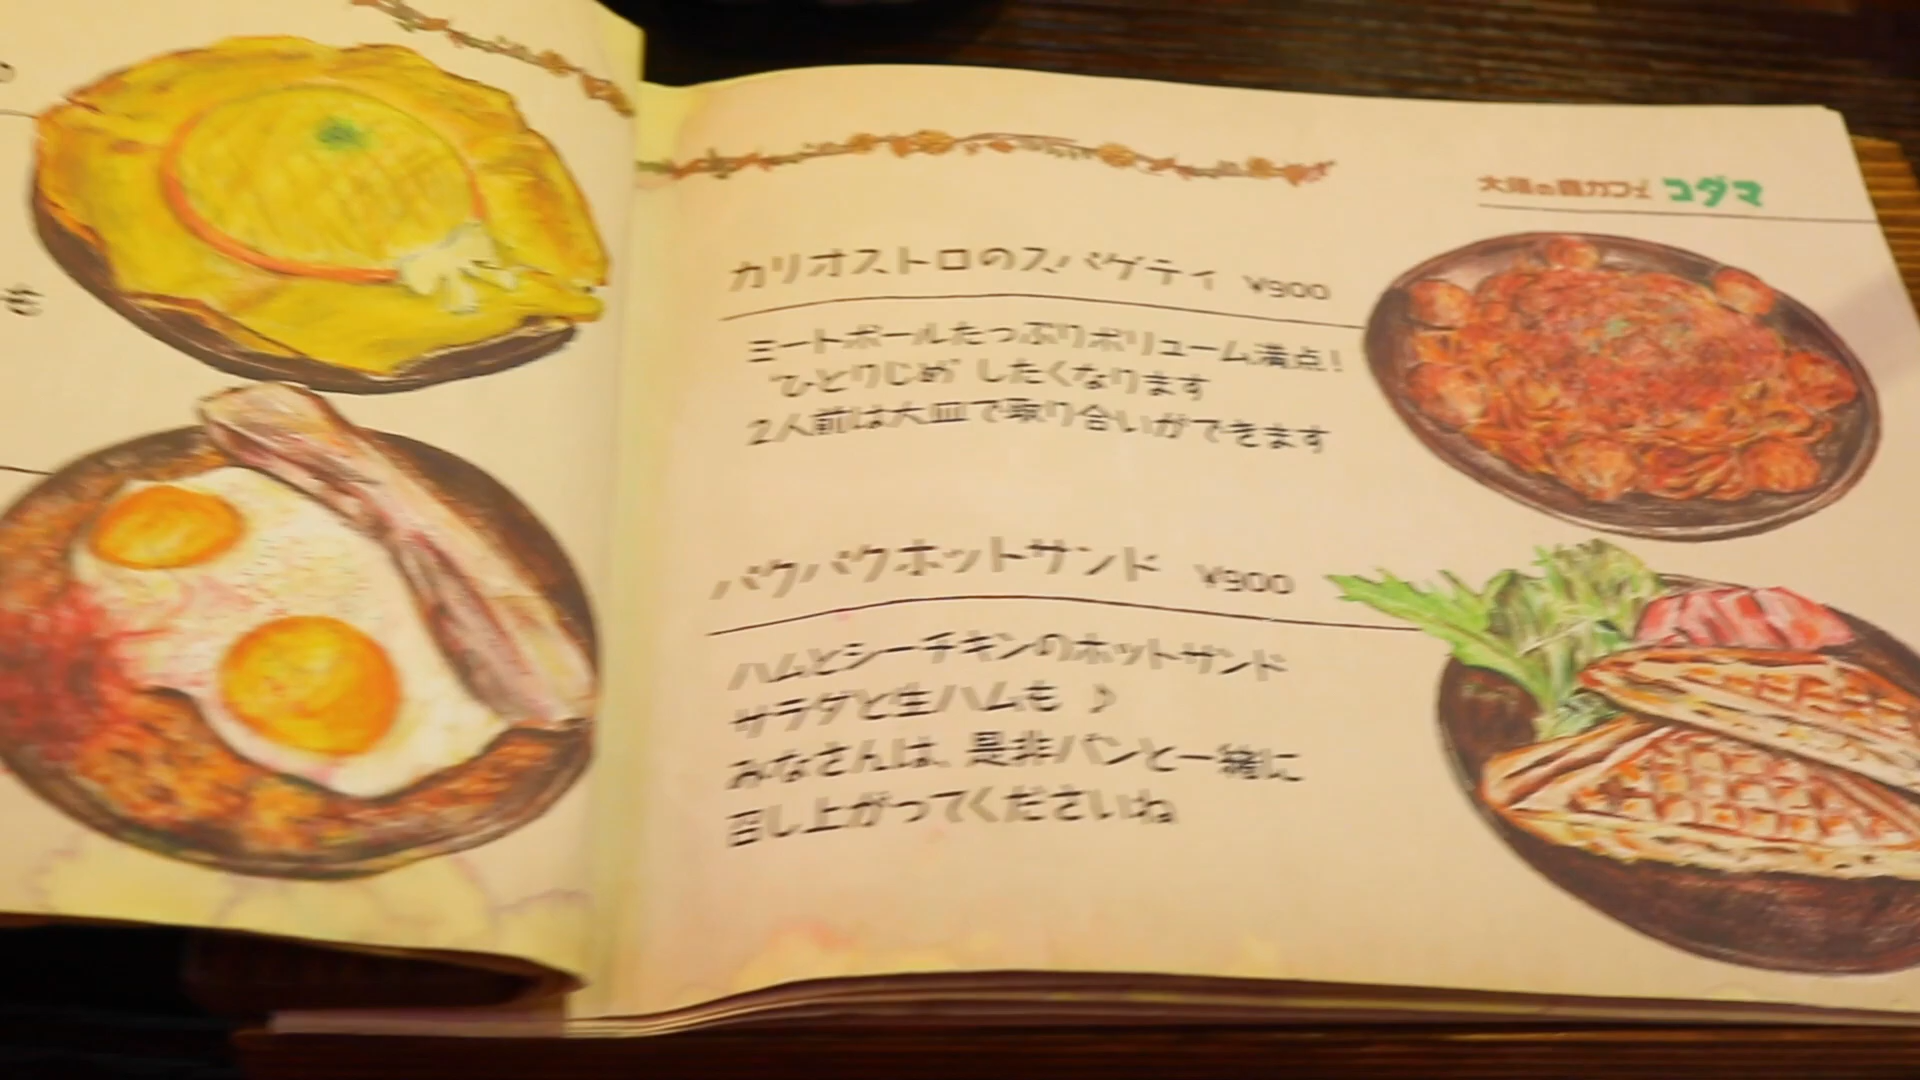 大陽の森カフェ コダマ
カリオストロのスパゲティ ¥900
ミートボールたっぷりボリューム満点！
"ひとりじめ"したくなります
2人前は大皿で取り合いができます
パクパクホットサンド ¥900
ハムとシーチキンのホットサンド
サラダと生ハムも♪
みなさんは、是非パンと一緒に
召し上がってくださいね